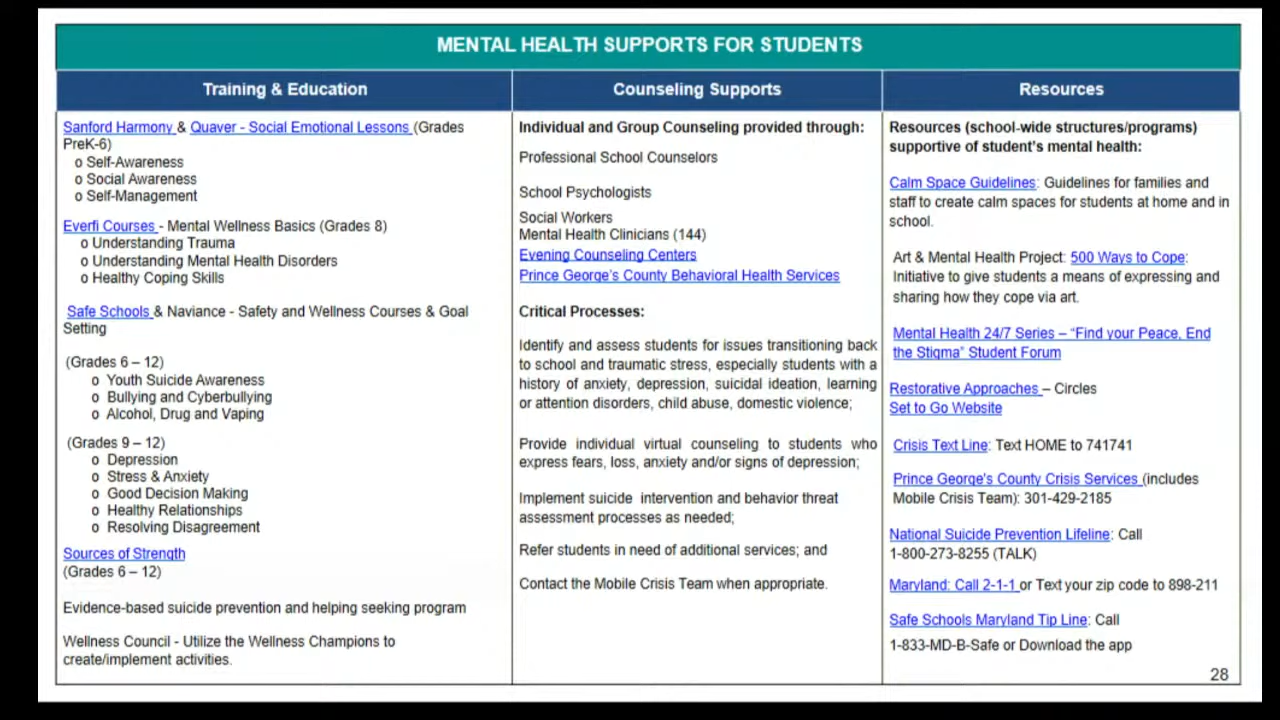 MENTAL HEALTH SUPPORTS FOR STUDENTS
Training & Education
Sanford Harmony & Quaver - Social Emotional Lessons (Grades
PreK-6)
o Self-Awareness
o Social Awareness
o Self-Management
Everfi Courses - Mental Wellness Basics (Grades 8)
o Understanding Trauma
o Understanding Mental Health Disorders
o Healthy Coping Skills
Safe Schools & Naviance - Safety and Wellness Courses & Goal
Setting
(Grades 6 – 12)
o Youth Suicide Awareness
o Bullying and Cyberbullying
o Alcohol, Drug and Vaping
(Grades 9 – 12)
o Depression
o Stress & Anxiety
o Good Decision Making
o Healthy Relationships
o Resolving Disagreement
Sources of Strength
(Grades 6 – 12)
Evidence-based suicide prevention and helping seeking program
Wellness Council - Utilize the Wellness Champions to
create/implement activities.
Counseling Supports
Individual and Group Counseling provided through:
Professional School Counselors
School Psychologists
Social Workers
Mental Health Clinicians (144)
Evening Counseling Centers
Prince George's County Behavioral Health Services
Critical Processes:
Identify and assess students for issues transitioning back
to school and traumatic stress, especially students with a
history of anxiety, depression, suicidal ideation, learning
or attention disorders, child abuse, domestic violence;
Provide individual virtual counseling to students who
express fears, loss, anxiety and/or signs of depression;
Implement suicide intervention and behavior threat
assessment processes as needed;
Refer students in need of additional services; and
Contact the Mobile Crisis Team when appropriate.
Resources
Resources (school-wide structures/programs)
supportive of student's mental health:
Calm Space Guidelines: Guidelines for families and
staff to create calm spaces for students at home and in
school.
Art & Mental Health Project: 500 Ways to Cope:
Initiative to give students a means of expressing and
sharing how they cope via art.
Mental Health 24/7 Series – "Find your Peace, End
the Stigma" Student Forum
Restorative Approaches – Circles
Set to Go Website
Crisis Text Line: Text HOME to 741741
Prince George's County Crisis Services (includes
Mobile Crisis Team): 301-429-2185
National Suicide Prevention Lifeline: Call
1-800-273-8255 (TALK)
Maryland: Call 2-1-1 or Text your zip code to 898-211
Safe Schools Maryland Tip Line: Call
1-833-MD-B-Safe or Download the app
28